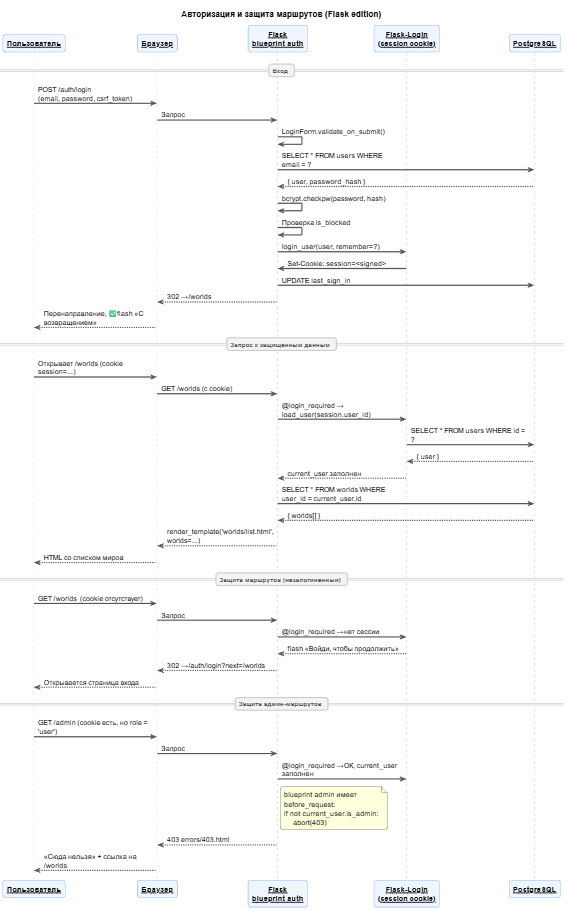 Авторизация и защита маршрутов (Flask edition)
Пользователь
Браузер
Flask
blueprint auth
Flask-Login
(session cookie)
PostgreSQL
Вход
POST /auth/login
(email, password, csrf_token)
Запрос
LoginForm.validate_on_submit()
SELECT * FROM users WHERE
email = ?
{ user, password_hash }
bcrypt.checkpw(password, hash)
Проверка is_blocked
login_user(user, remember=?)
Set-Cookie: session=<signed>
UPDATE last_sign_in
302 → /worlds
Перенаправление, ✅ flash «С
возвращением»
Запрос к защищённым данным
Открывает /worlds (cookie
session=...)
GET /worlds (с cookie)
@login_required →
load_user(session.user_id)
SELECT * FROM users WHERE id =
?
{ user }
current_user заполнен
SELECT * FROM worlds WHERE
user_id = current_user.id
{ worlds[] }
render_template('worlds/list.html',
worlds=...)
HTML со списком миров
Защита маршрутов (незалогиненный)
GET /worlds (cookie отсутствует)
Запрос
@login_required → нет сессии
flash «Войди, чтобы продолжить»
302 → /auth/login?next=/worlds
Открывается страница входа
Защита админ-маршрутов
GET /admin (cookie есть, но role =
'user')
Запрос
@login_required → OK, current_user
заполнен
blueprint admin имеет
before_request:
if not current_user.is_admin:
abort(403)
403 errors/403.html
«Сюда нельзя» + ссылка на
/worlds
Пользователь
Браузер
Flask
blueprint auth
Flask-Login
(session cookie)
PostgreSQL